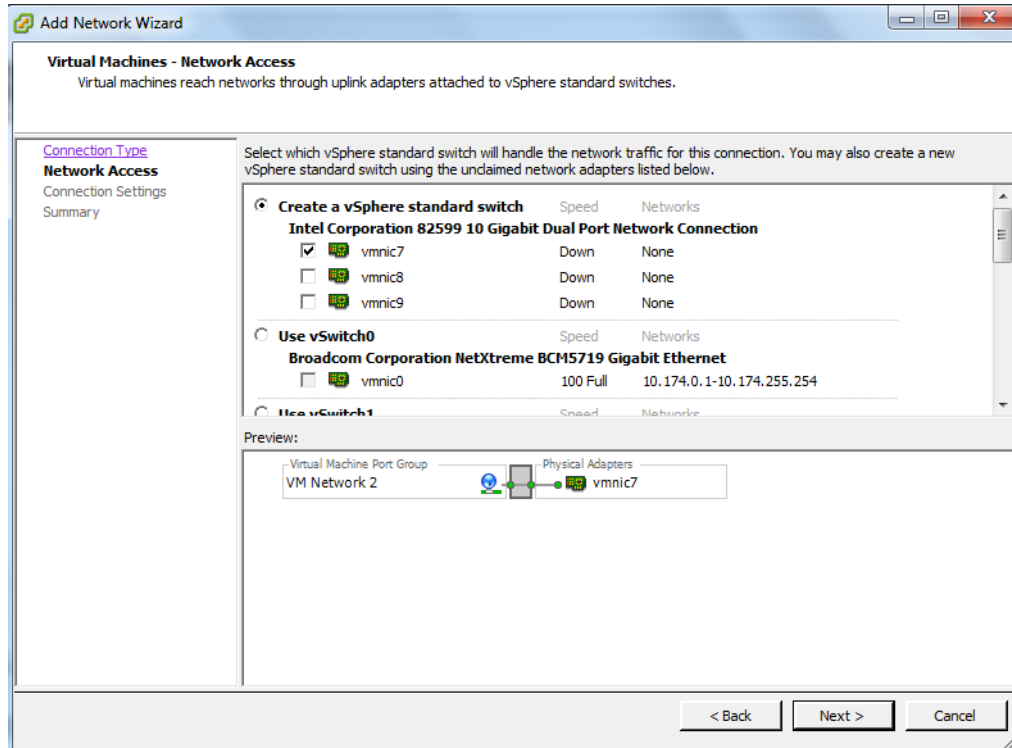 Add Network Wizard
Virtual Machines - Network Access
Virtual machines reach networks through uplink adapters attached to vSphere standard switches.
Connection Type
Network Access
Connection Settings
Summary
Select which vSphere standard switch will handle the network traffic for this connection. You may also create a new
vSphere standard switch using the unclaimed network adapters listed below.
Create a vSphere standard switch Speed Networks
Intel Corporation 82599 10 Gigabit Dual Port Network Connection
vmnic7 Down None
vmnic8 Down None
vmnic9 Down None
Use vSwitch0 Speed Networks
Broadcom Corporation NetXtreme BCM5719 Gigabit Ethernet
vmnic0 100 Full 10.174.0.1-10.174.255.254
Use vSwitch1 Speed Networks
Preview:
Virtual Machine Port Group Physical Adapters
VM Network 2 vmnic7
< Back Next > Cancel